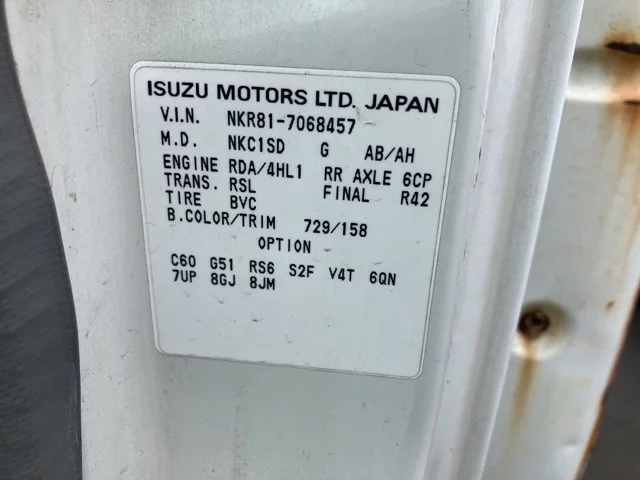 ISUZU MOTORS LTD. JAPAN
V.I.N. NKR81-7068457
M.D. NKC1SD G AB/AH
ENGINE RDA/4HL1 RR AXLE 6CP
TRANS. RSL FINAL R42
TIRE BVC
B.COLOR/TRIM 729/158
OPTION
C60 G51 RS6 S2F V4T 6QN
7UP 8GJ 8JM